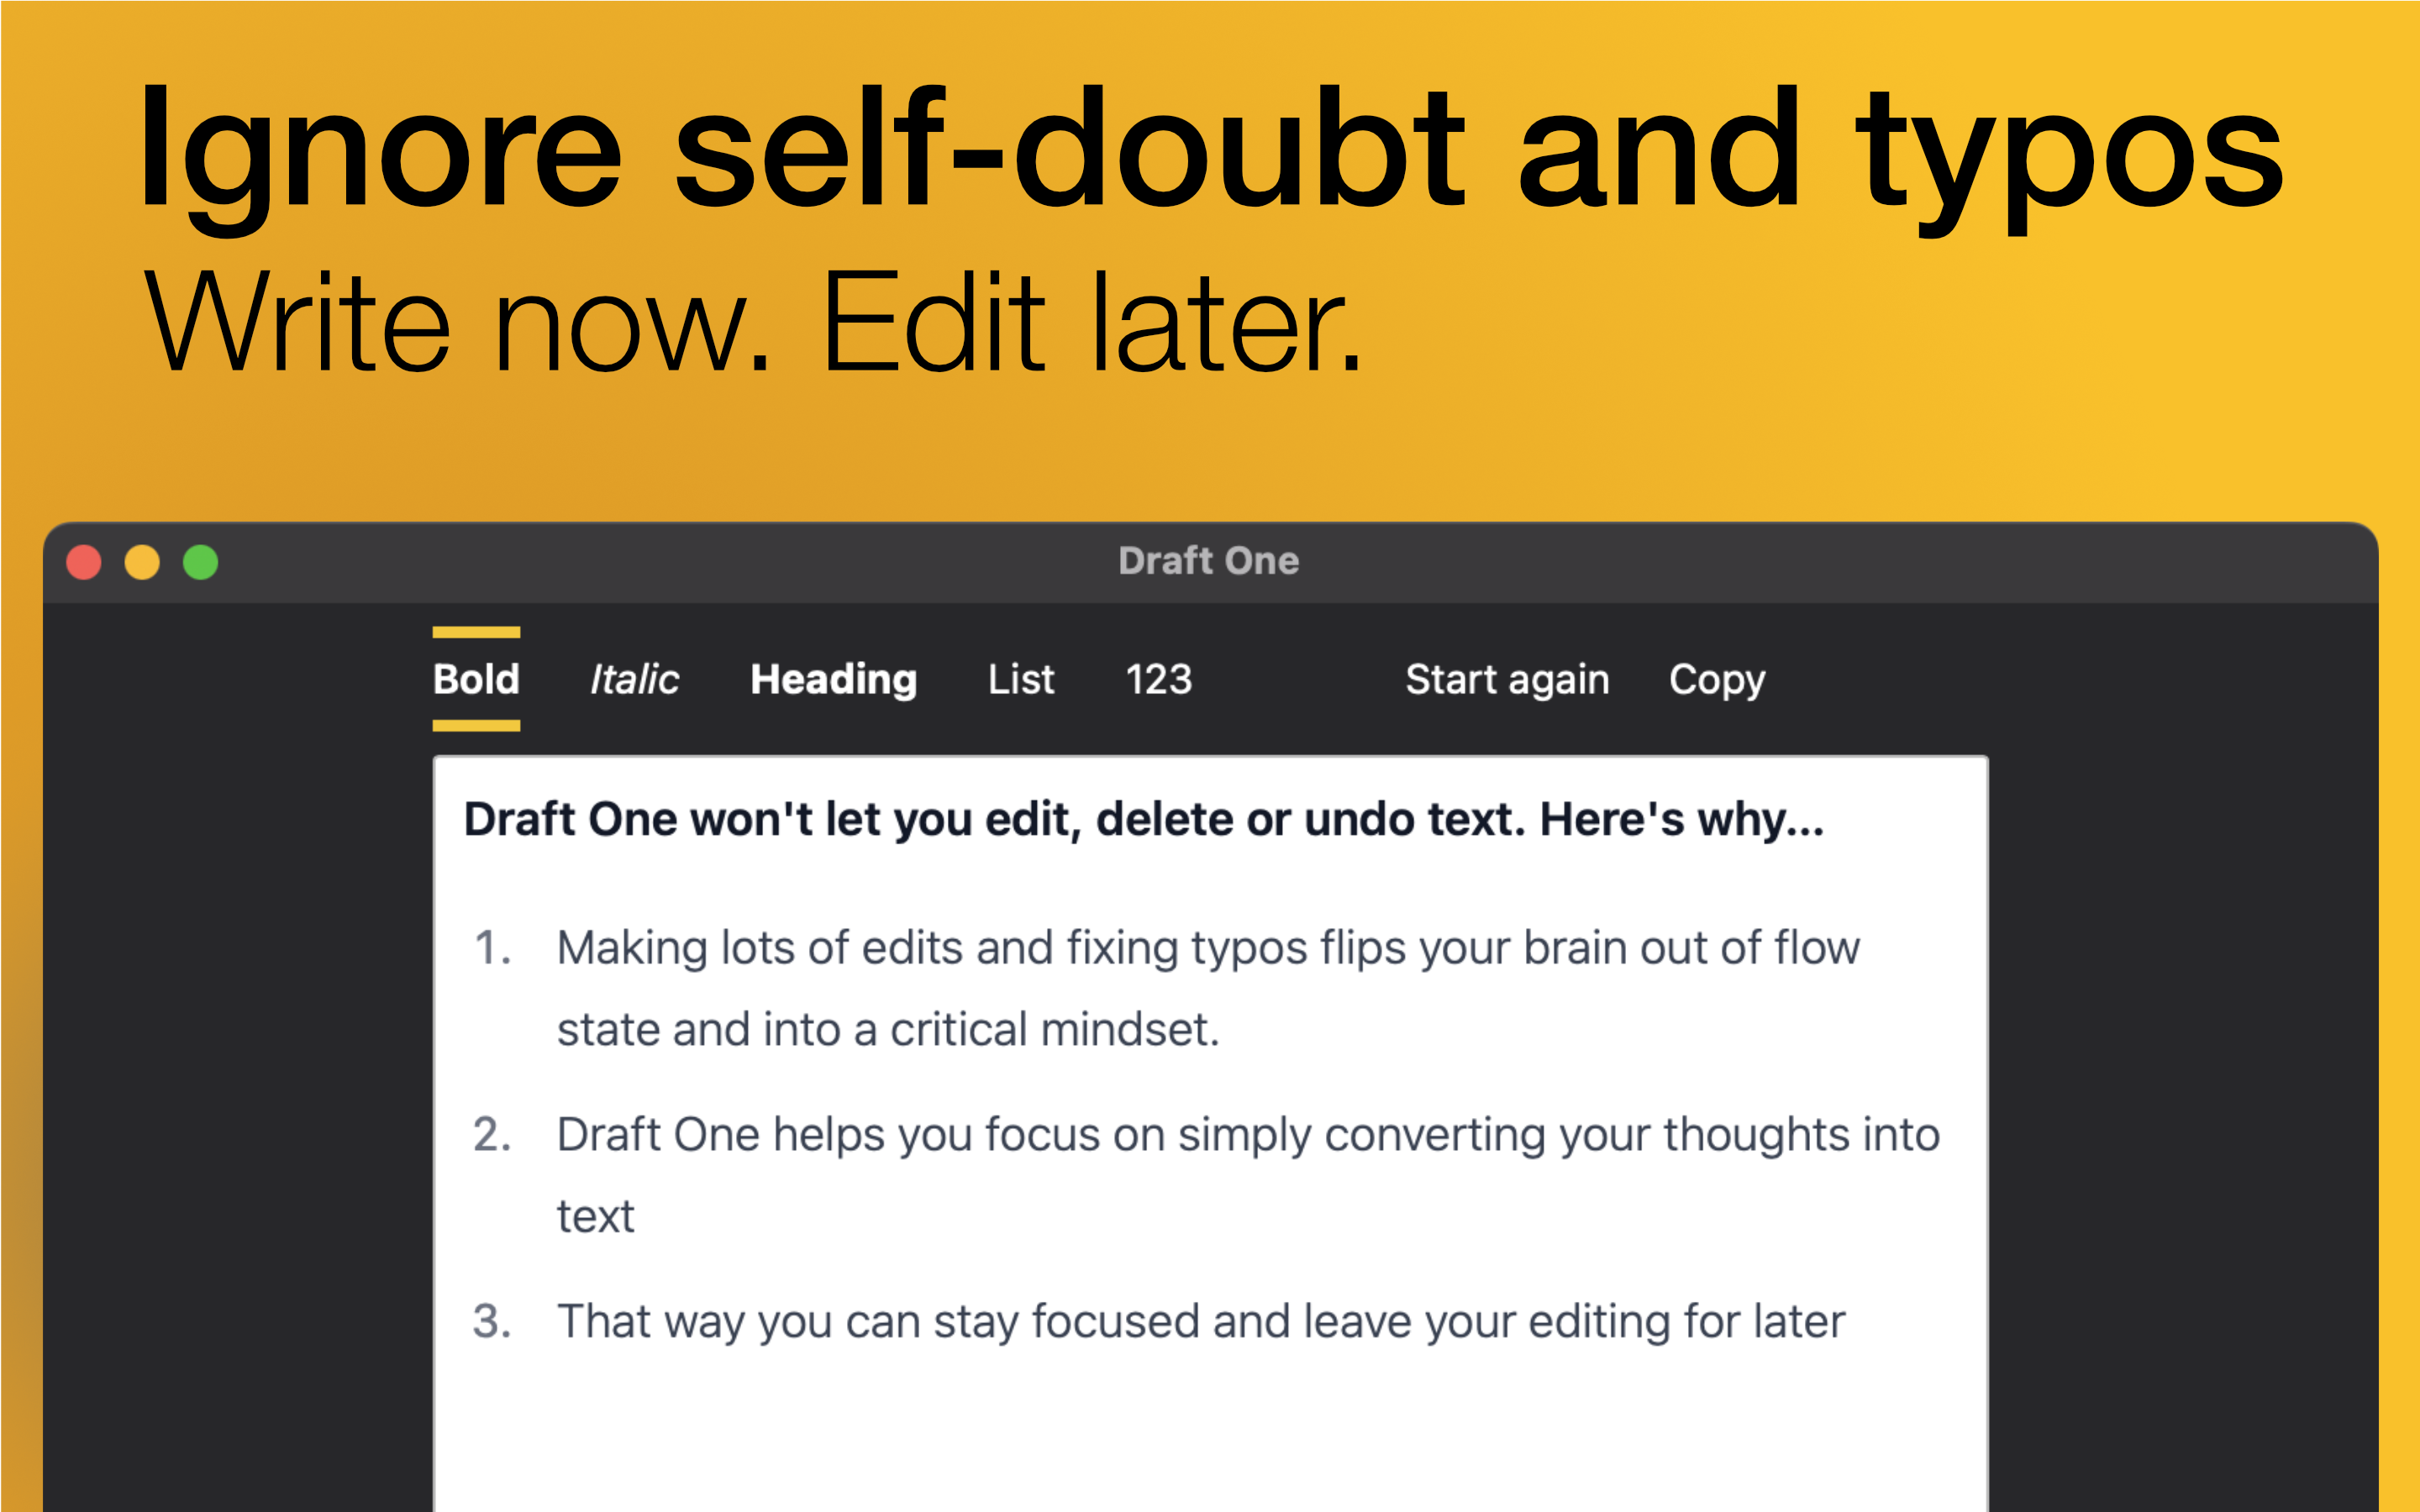 Ignore self-doubt and typos
Write now. Edit later.
Draft One
Bold Italic Heading List 123 Start again Copy
Draft One won't let you edit, delete or undo text. Here's why...
1. Making lots of edits and fixing typos flips your brain out of flow
state and into a critical mindset.
2. Draft One helps you focus on simply converting your thoughts into
text
3. That way you can stay focused and leave your editing for later